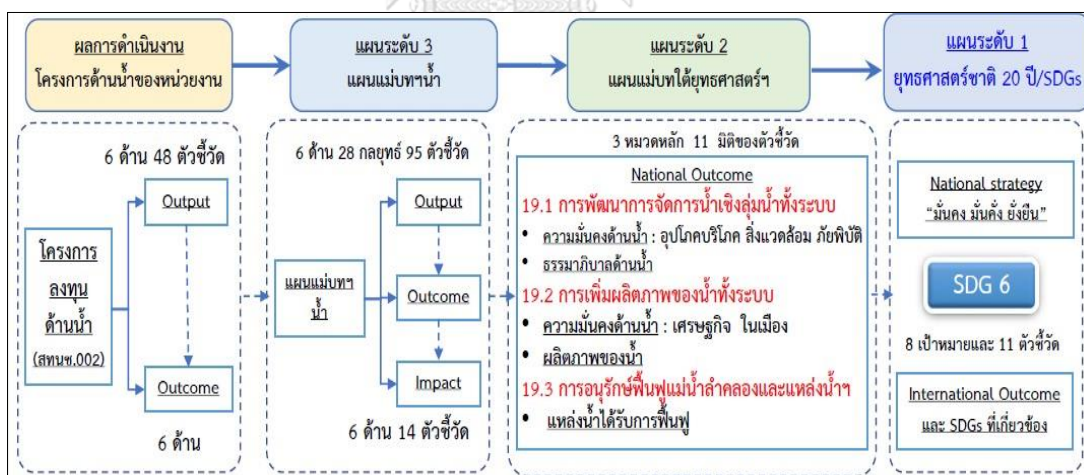 ผลการดำเนินงาน
โครงการด้านน้ำของหน่วยงาน
แผนระดับ 3
แผนแม่บทฯน้ำ
แผนระดับ 2
แผนแม่บทใต้ยุทธศาสตร์ฯ
แผนระดับ 1
ยุทธศาสตร์ชาติ 20 ปี/SDGs
6 ด้าน 48 ตัวชี้วัด
Output
โครงการ
ลงทุน
ด้านน้ำ
(สทนช.002)
Outcome
6 ด้าน
6 ด้าน 28 กลยุทธ์ 95 ตัวชี้วัด
Output
แผนแม่บทฯ
น้ำ
Outcome
Impact
6 ด้าน 14 ตัวชี้วัด
3 หมวดหลัก 11 มิติของตัวชี้วัด
National Outcome
19.1 การพัฒนาการจัดการน้ำเชิงลุ่มน้ำทั้งระบบ
• ความมั่นคงด้านน้ำ : อุปโภคบริโภค สิ่งแวดล้อม ภัยพิบัติ
• ธรรมาภิบาลด้านน้ำ
19.2 การเพิ่มผลิตภาพของน้ำทั้งระบบ
• ความมั่นคงด้านน้ำ : เศรษฐกิจ ในเมือง
• ผลิตภาพของน้ำ
19.3 การอนุรักษ์ฟื้นฟูแม่น้ำลำคลองและแหล่งน้ำฯ
• แหล่งน้ำได้รับการฟื้นฟู
National strategy
“มั่นคง มั่งคั่ง ยั่งยืน”
SDG 6
8 เป้าหมายและ 11 ตัวชี้วัด
International Outcome
และ SDGs ที่เกี่ยวข้อง